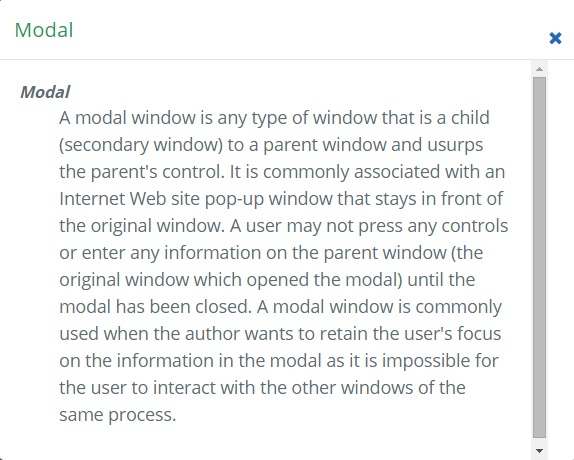 Modal
Modal
A modal window is any type of window that is a child
(secondary window) to a parent window and usurps
the parent's control. It is commonly associated with an
Internet Web site pop-up window that stays in front of
the original window. A user may not press any controls
or enter any information on the parent window (the
original window which opened the modal) until the
modal has been closed. A modal window is commonly
used when the author wants to retain the user's focus
on the information in the modal as it is impossible for
the user to interact with the other windows of the
same process.